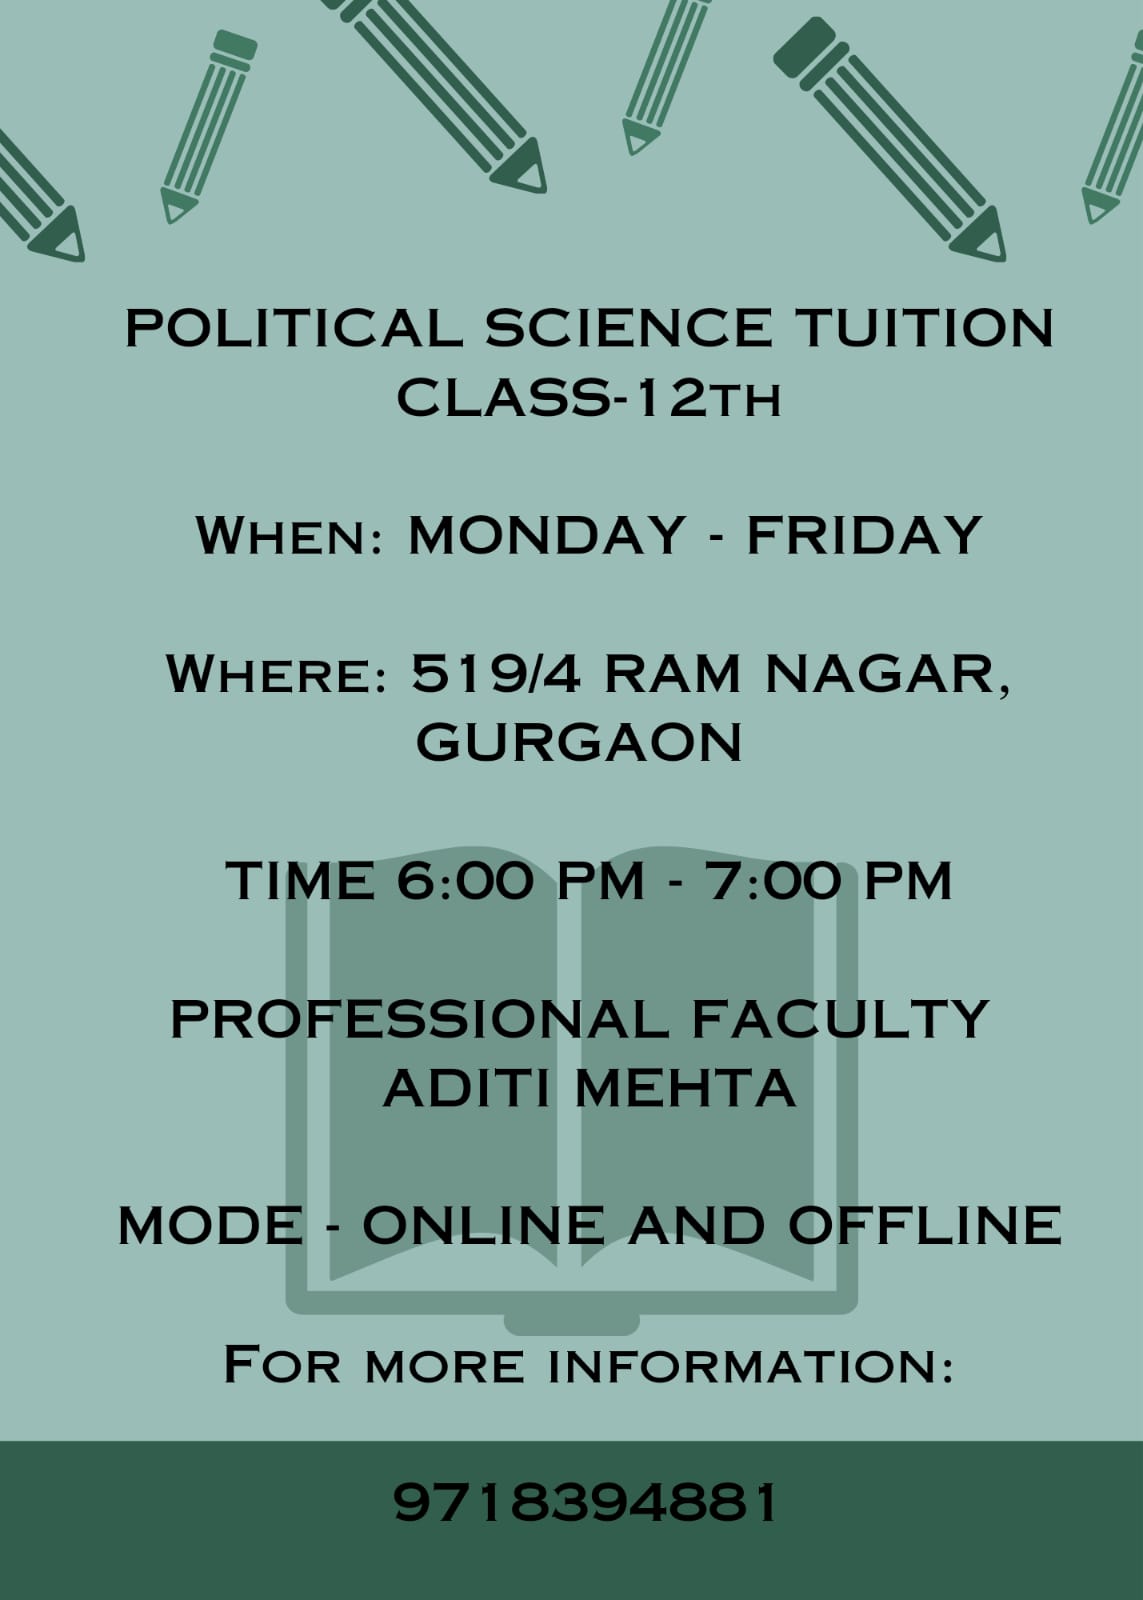 POLITICAL SCIENCE TUITION
CLASS-12TH
WHEN: MONDAY - FRIDAY
WHERE: 519/4 RAM NAGAR,
GURGAON
TIME 6:00 PM - 7:00 PM
PROFESSIONAL FACULTY
ADITI MEHTA
MODE - ONLINE AND OFFLINE
FOR MORE INFORMATION:
9718394881